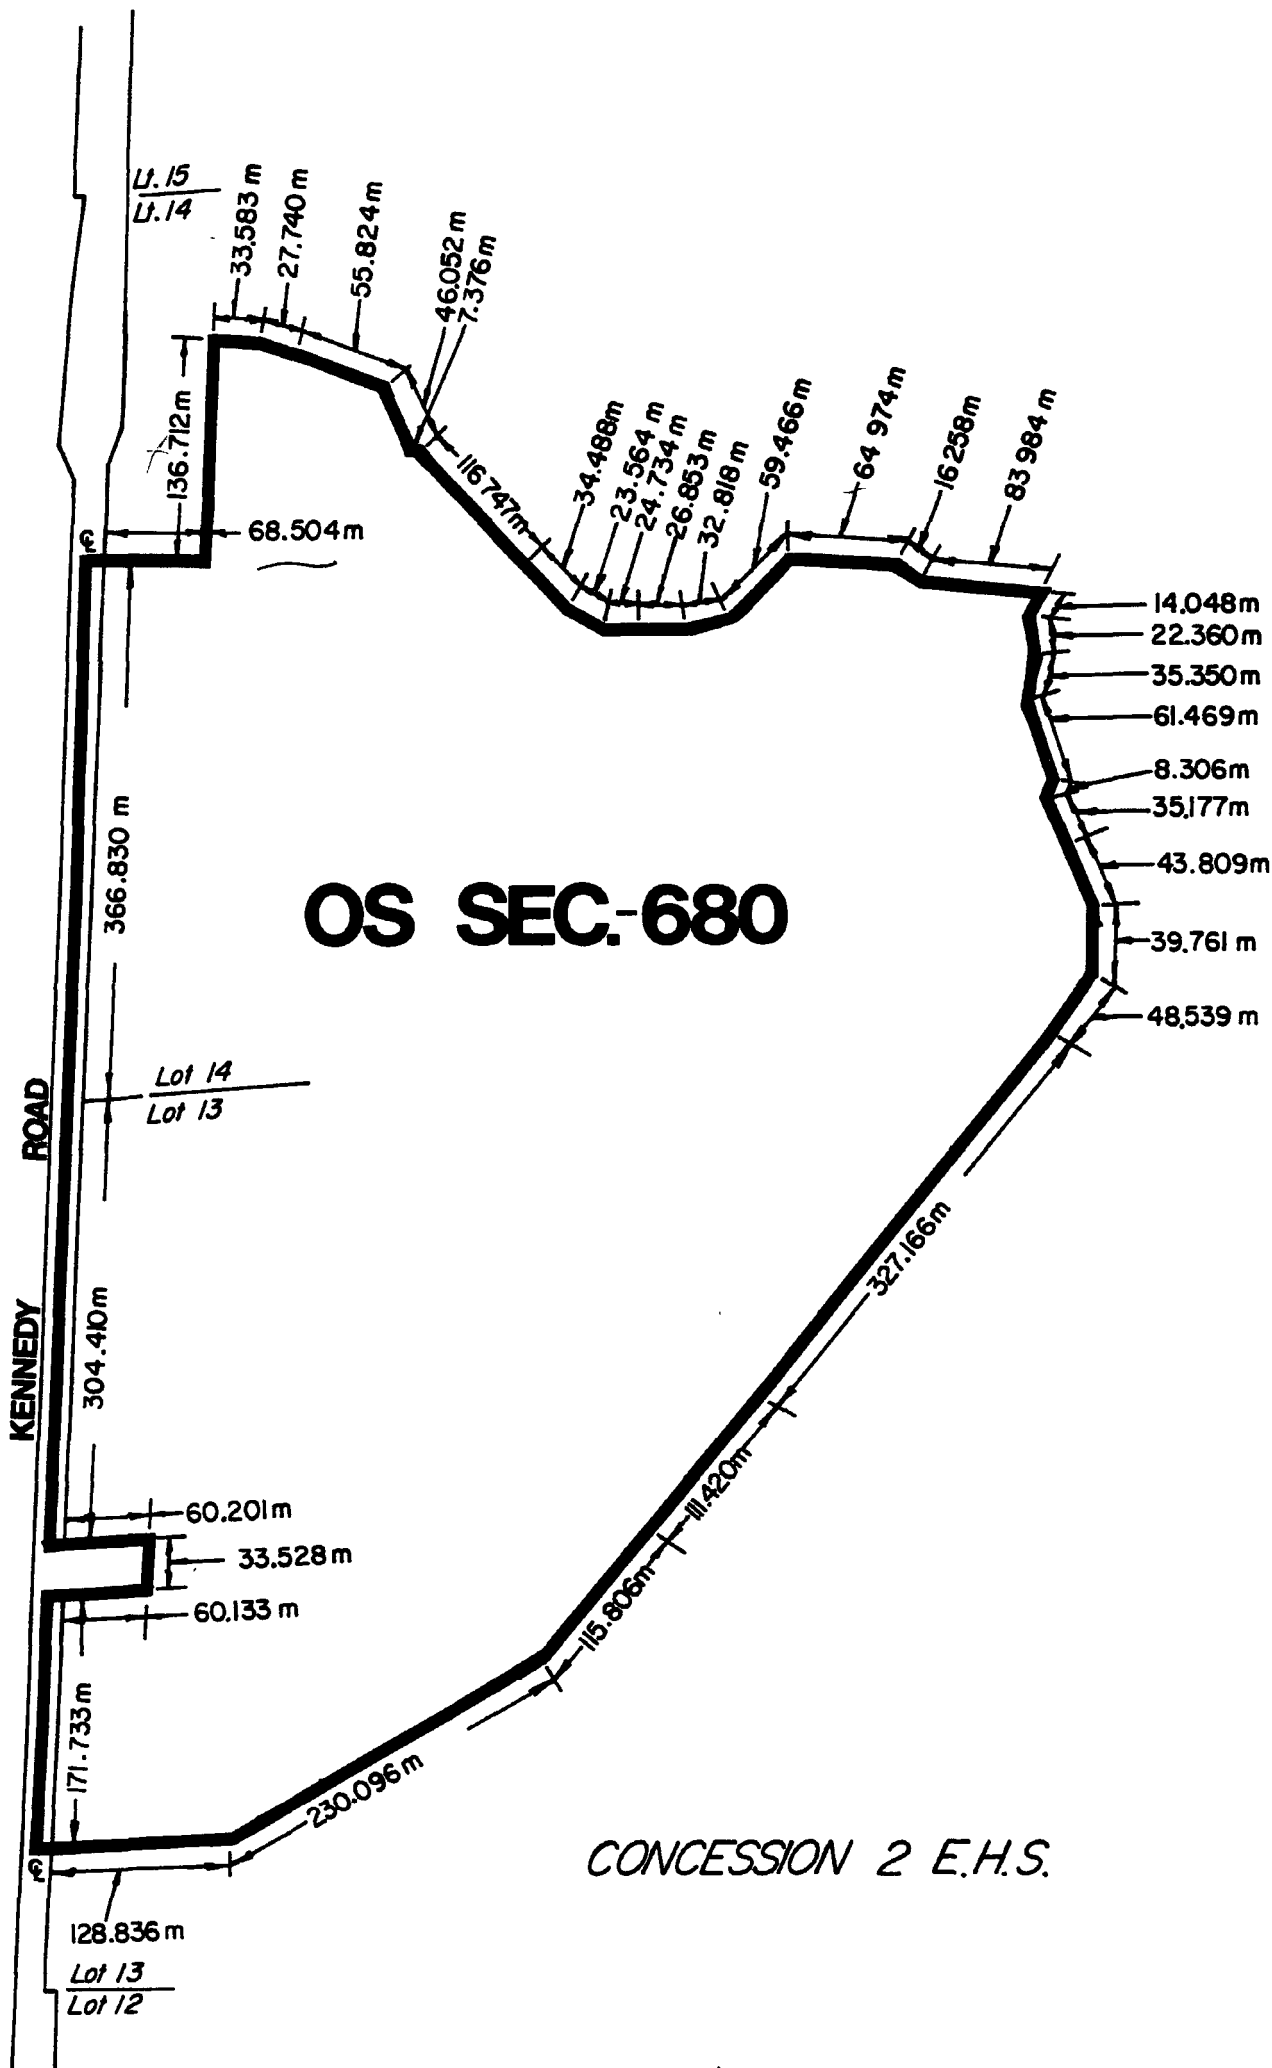 Lt. 15
Lt. 14
33.583 m
27.740 m
55.824 m
46.052 m
7.376 m
136.712 m
68.504 m
℄
116 747 m
34.488 m
23.564 m
24.734 m
26.853 m
32.818 m
59.466 m
64 974 m
16 258 m
83 984 m
14.048 m
22.360 m
35.350 m
61.469 m
8.306 m
35.177 m
43.809 m
39.761 m
48.539 m
366.830 m
OS SEC.-680
Lot 14
Lot 13
KENNEDY ROAD
304.410 m
327.166 m
111.420 m
115.806 m
60.201 m
33.528 m
60.133 m
171.733 m
230.096 m
℄
128.836 m
CONCESSION 2 E.H.S.
Lot 13
Lot 12